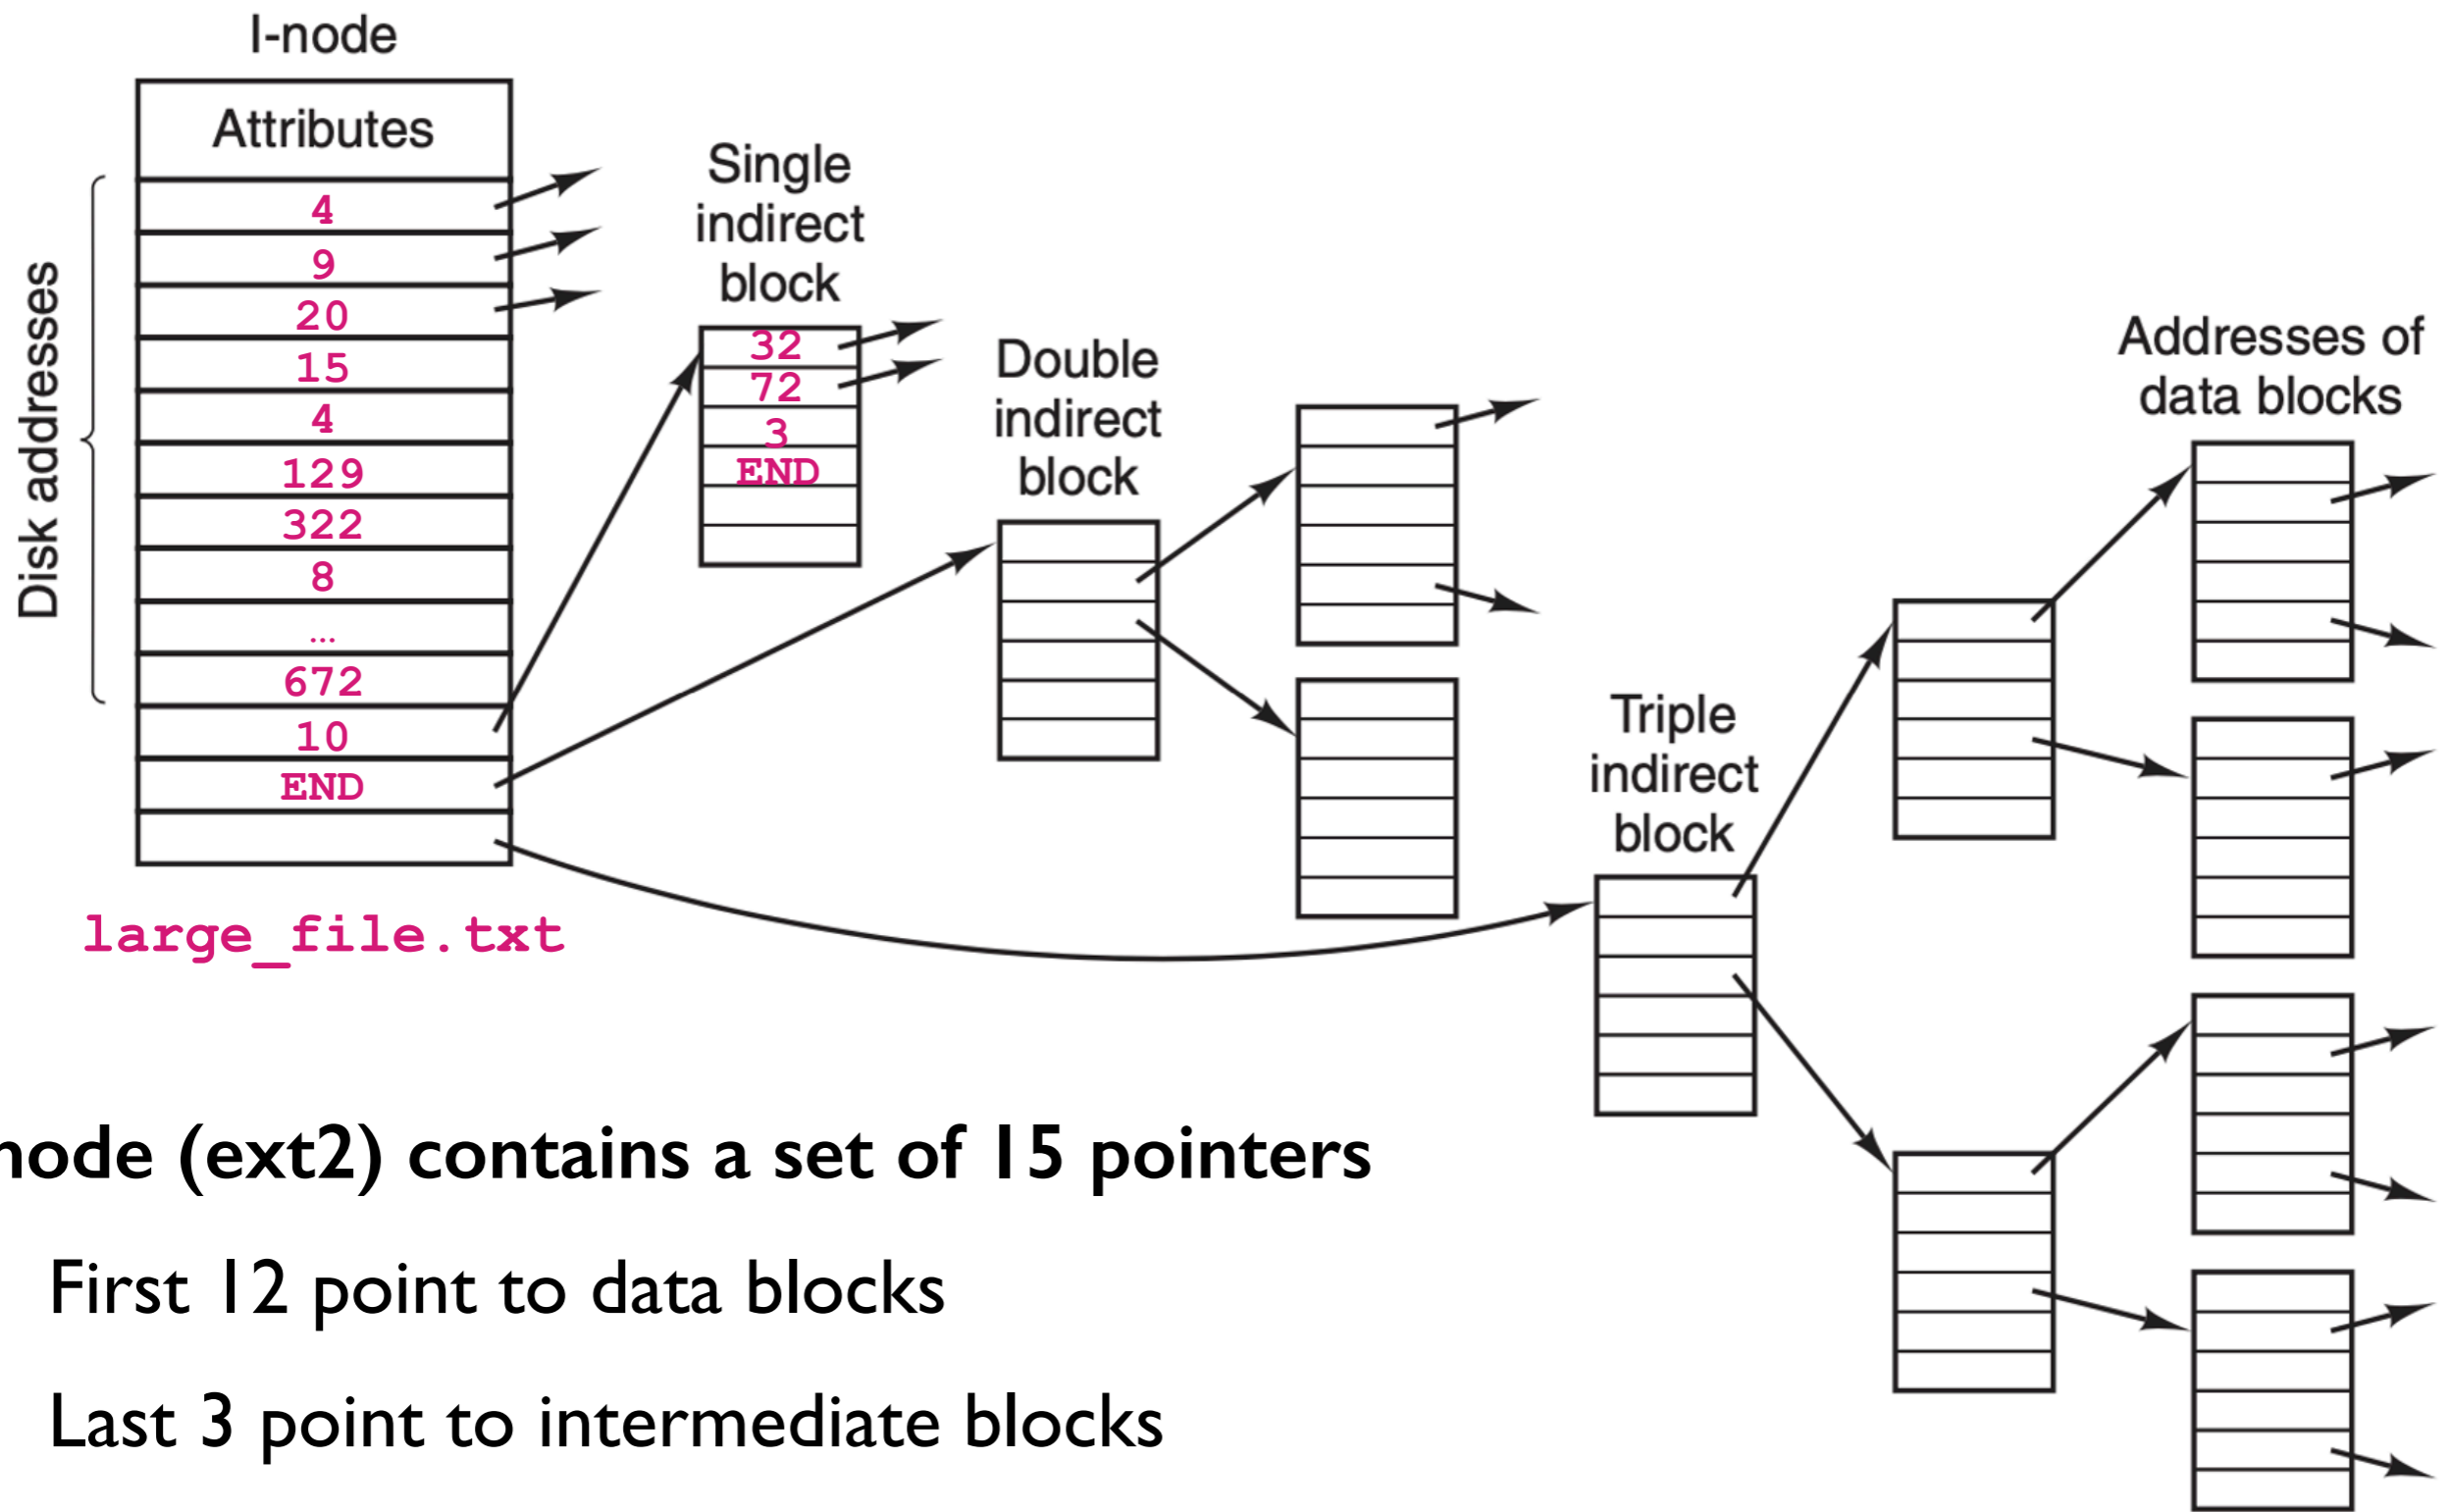 I-node
Attributes
Disk addresses
4
9
20
15
4
129
322
8
...
672
10
END
large_file.txt
Single
indirect
block
32
72
3
END
Double
indirect
block
Triple
indirect
block
Addresses of
data blocks
node (ext2) contains a set of 15 pointers
First 12 point to data blocks
Last 3 point to intermediate blocks